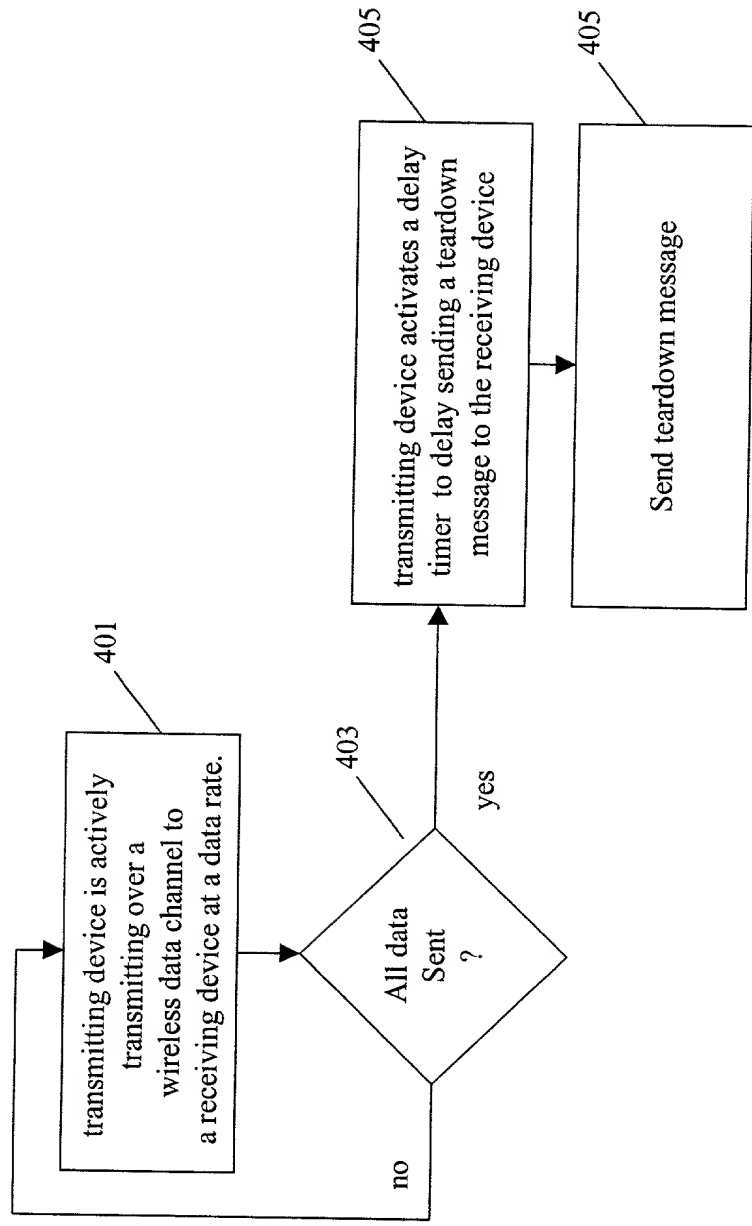 401
transmitting device is actively
transmitting over a
wireless data channel to
a receiving device at a data rate.
403
All data
Sent
?
no
yes
405
transmitting device activates a delay
timer to delay sending a teardown
message to the receiving device
405
Send teardown message